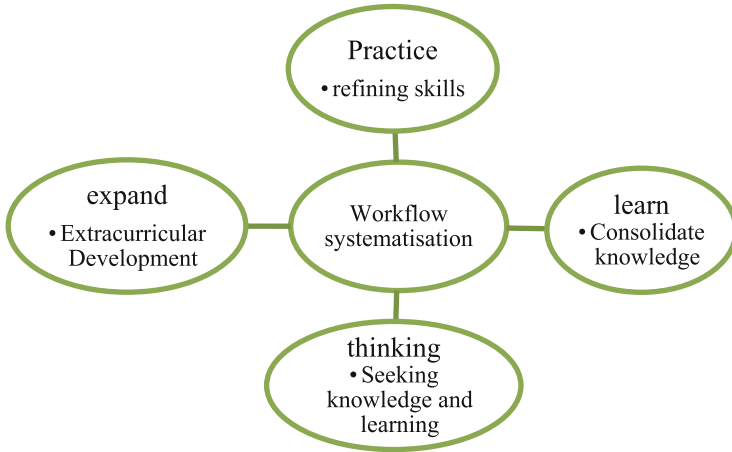 Practice
•refining skills
expand
•Extracurricular
Development
Workflow
systematisation
learn
•Consolidate
knowledge
thinking
•Seeking
knowledge and
learning